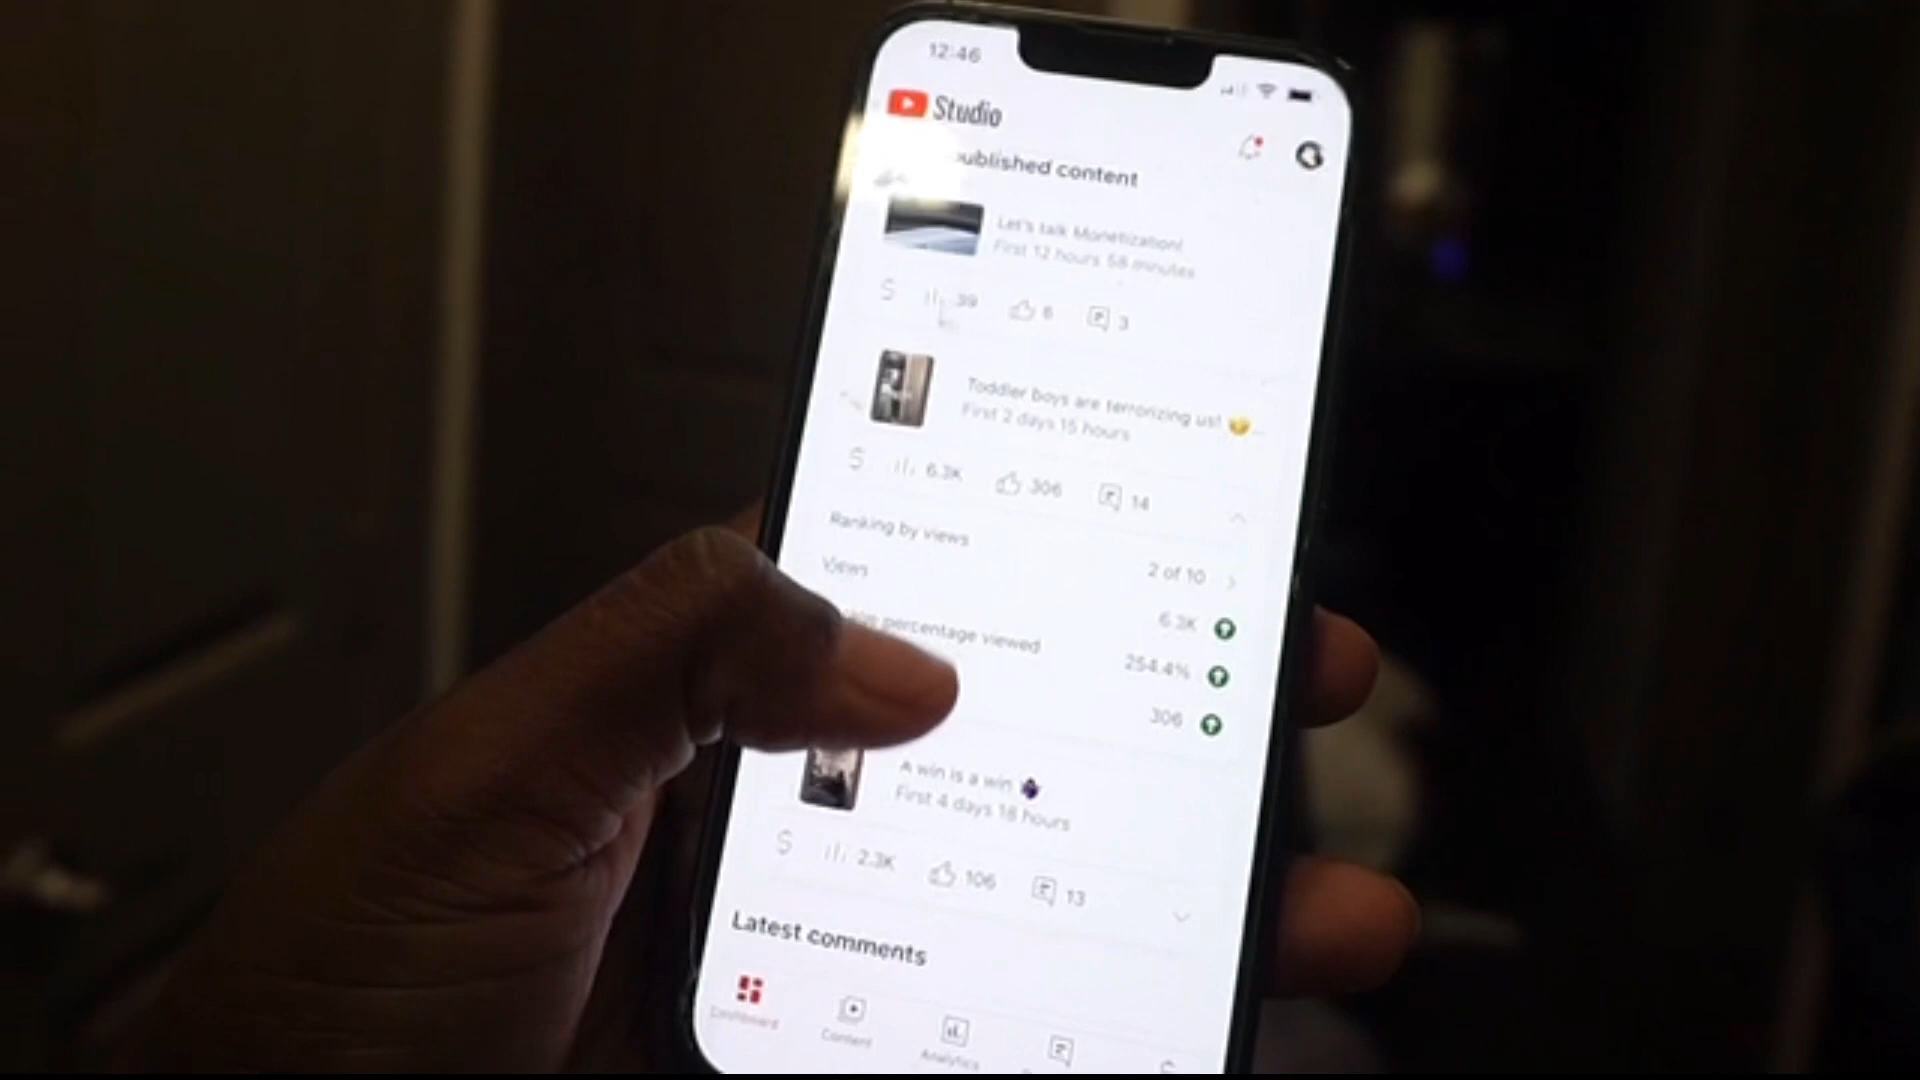 12:46
Studio
published content
Let's talk Monetization!
First 12 hours 58 minutes
39 6 3
Toddler boys are terrorizing us! 😂...
First 2 days 15 hours
6.3K 306 14
Ranking by views
2 of 10
Views
6.3K
percentage viewed
254.4%
306
A win is a win
First 4 days 18 hours
2.3K 106 13
Latest comments
Dashboard
Content
Analytics